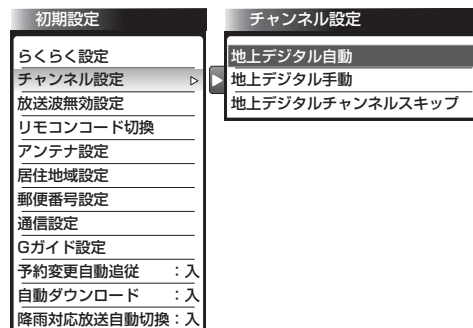 初期設定
らくらく設定
チャンネル設定
放送波無効設定
リモコンコード切換
アンテナ設定
居住地域設定
郵便番号設定
通信設定
Gガイド設定
予約変更自動追従 :入
自動ダウンロード :入
降雨対応放送自動切換:入
チャンネル設定
地上デジタル自動
地上デジタル手動
地上デジタルチャンネルスキップ